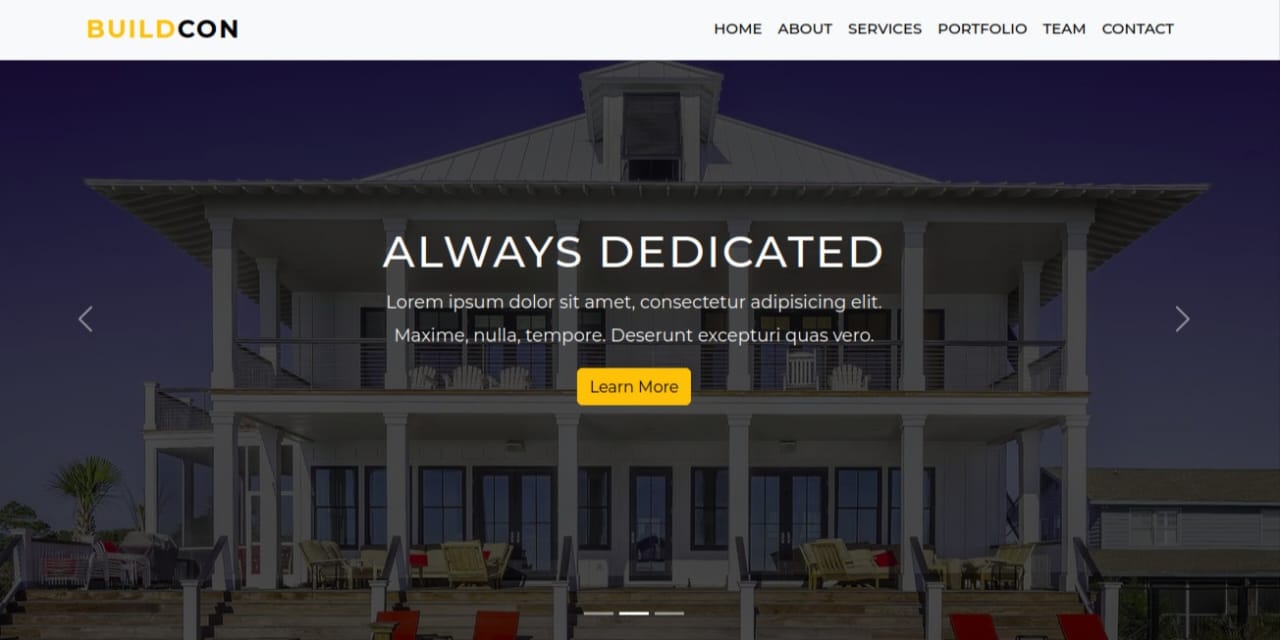 BUILDCON
HOME ABOUT SERVICES PORTFOLIO TEAM CONTACT
ALWAYS DEDICATED
Lorem ipsum dolor sit amet, consectetur adipisicing elit.
Maxime, nulla, tempore. Deserunt excepturi quas vero.
Learn More